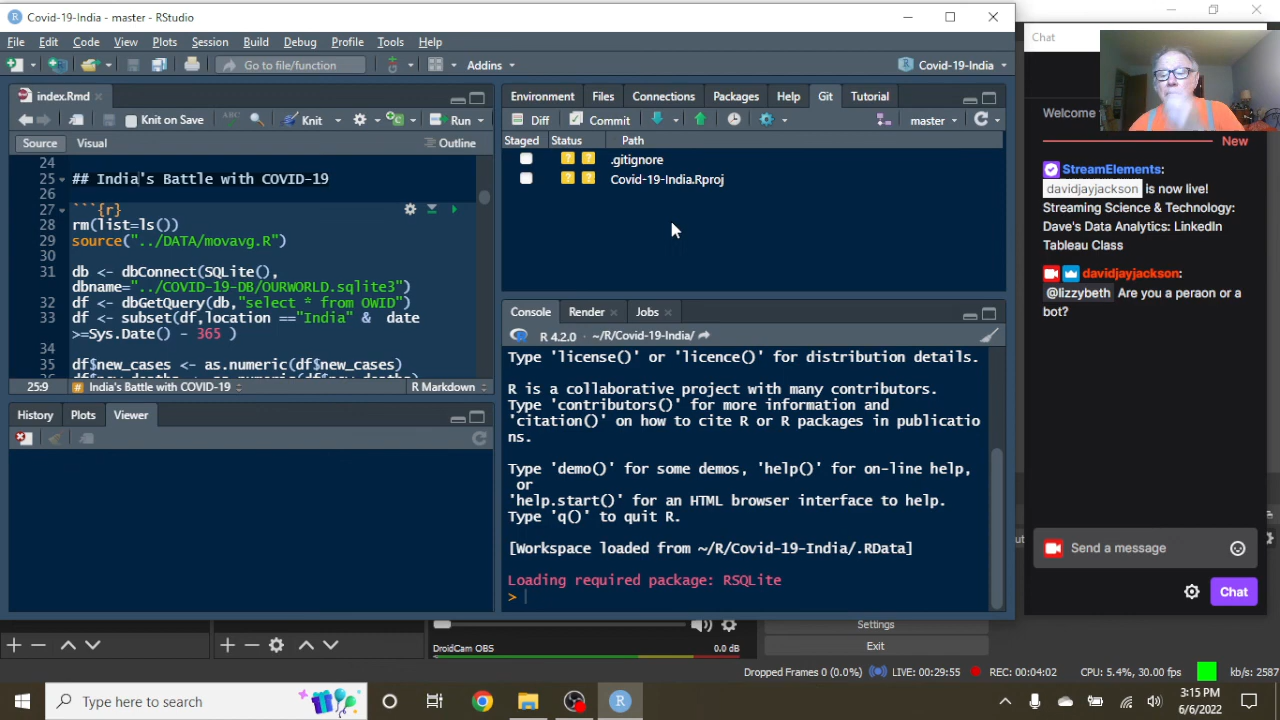 Covid-19-India - master - RStudio
File Edit Code View Plots Session Build Debug Profile Tools Help
Go to file/function
Addins
Covid-19-India
index.Rmd
Knit on Save
ABC
Knit
Run
Source Visual
Outline
24
25 ## India's Battle with COVID-19
26
27 ```{r}
28 rm(list=ls())
29 source("../DATA/movavg.R")
30
31 db <- dbConnect(SQLite(),
dbname="../COVID-19-DB/OURWORLD.sqlite3")
32 df <- dbGetQuery(db,"select * from OWID")
33 df <- subset(df,location =="India" & date
>=Sys.Date() - 365 )
34
35 df$new_cases <- as.numeric(df$new_cases)
25:9 India's Battle with COVID-19
R Markdown
History Plots Viewer
Environment Files Connections Packages Help Git Tutorial
Diff Commit
master
Staged Status Path
? ? .gitignore
? ? Covid-19-India.Rproj
Console Render Jobs
R 4.2.0 · ~/R/Covid-19-India/
Type 'license()' or 'licence()' for distribution details.
R is a collaborative project with many contributors.
Type 'contributors()' for more information and
'citation()' on how to cite R or R packages in publicatio
ns.
Type 'demo()' for some demos, 'help()' for on-line help,
or
'help.start()' for an HTML browser interface to help.
Type 'q()' to quit R.
[Workspace loaded from ~/R/Covid-19-India/.RData]
Loading required package: RSQLite
>
Chat
Welcome
New
StreamElements:
davidjayjackson is now live!
Streaming Science & Technology:
Dave's Data Analytics: LinkedIn
Tableau Class
davidjayjackson:
@lizzybeth Are you a peraon or a
bot?
Send a message
Chat
Settings
Exit
DroidCam OBS
0.0 dB
Dropped Frames 0 (0.0%)
LIVE: 00:29:55
REC: 00:04:02
CPU: 5.4%, 30.00 fps
kb/s: 2587
Type here to search
3:15 PM
6/6/2022